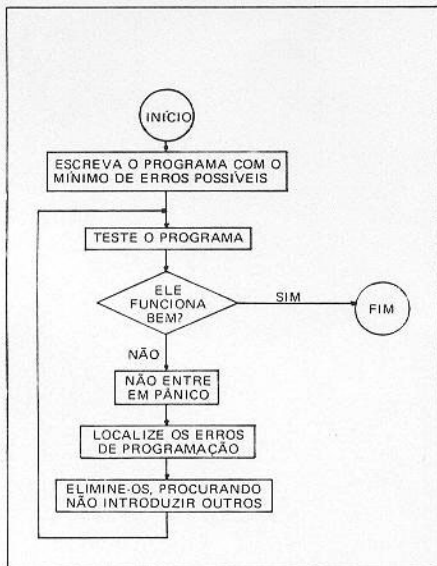 INÍCIO
ESCREVA O PROGRAMA COM O
MÍNIMO DE ERROS POSSÍVEIS
TESTE O PROGRAMA
ELE
FUNCIONA
BEM?
SIM
FIM
NÃO
NÃO ENTRE
EM PÂNICO
LOCALIZE OS ERROS
DE PROGRAMAÇÃO
ELIMINE-OS, PROCURANDO
NÃO INTRODUZIR OUTROS